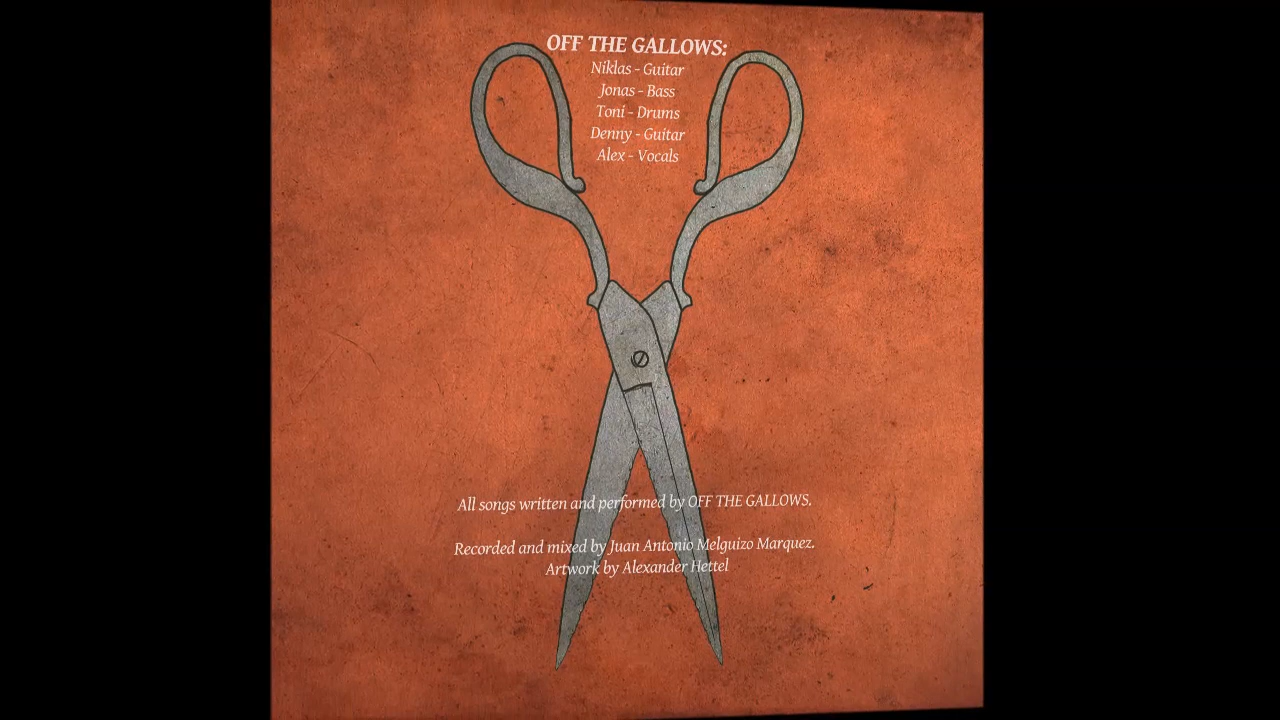 OFF THE GALLOWS:
Niklas - Guitar
Jonas - Bass
Toni - Drums
Denny - Guitar
Alex - Vocals
All songs written and performed by OFF THE GALLOWS.
Recorded and mixed by Juan Antonio Melguizo Marquez.
Artwork by Alexander Hettel